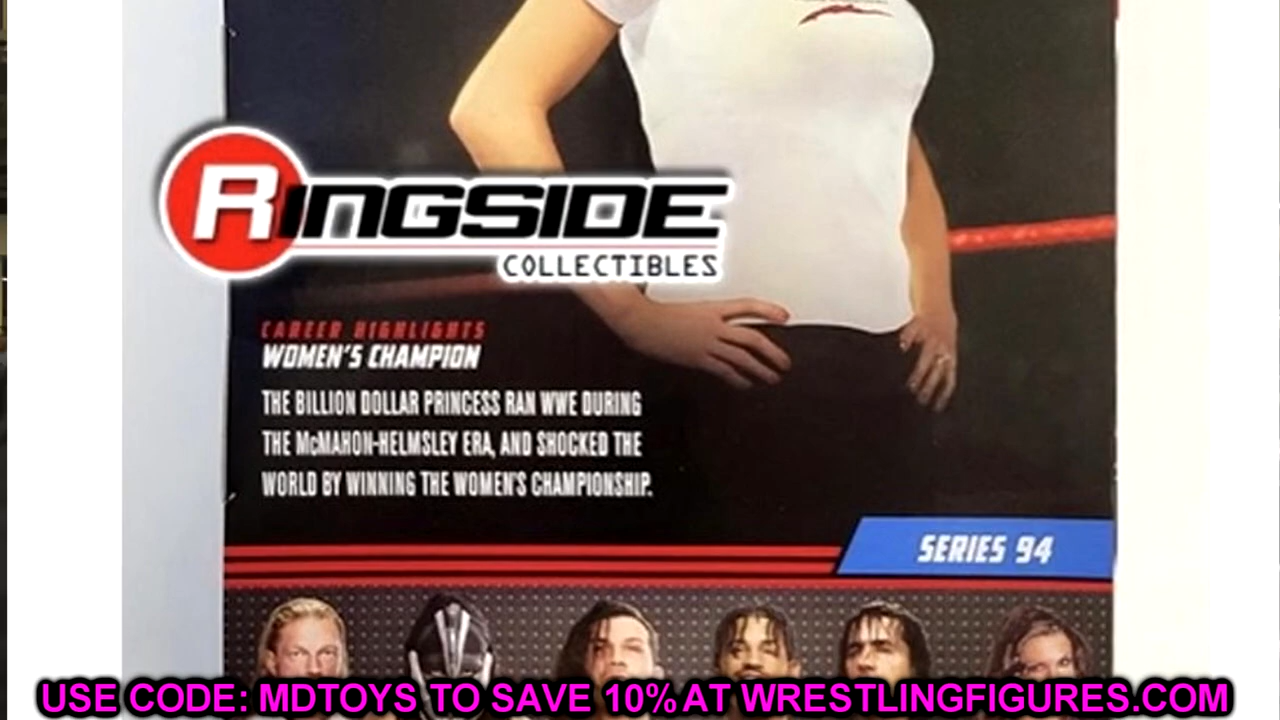 RINGSIDE
COLLECTIBLES
CAREER HIGHLIGHTS
WOMEN'S CHAMPION
THE BILLION DOLLAR PRINCESS RAN WWE DURING
THE McMAHON-HELMSLEY ERA, AND SHOCKED THE
WORLD BY WINNING THE WOMEN'S CHAMPIONSHIP.
SERIES 94
USE CODE: MDTOYS TO SAVE 10% AT WRESTLINGFIGURES.COM